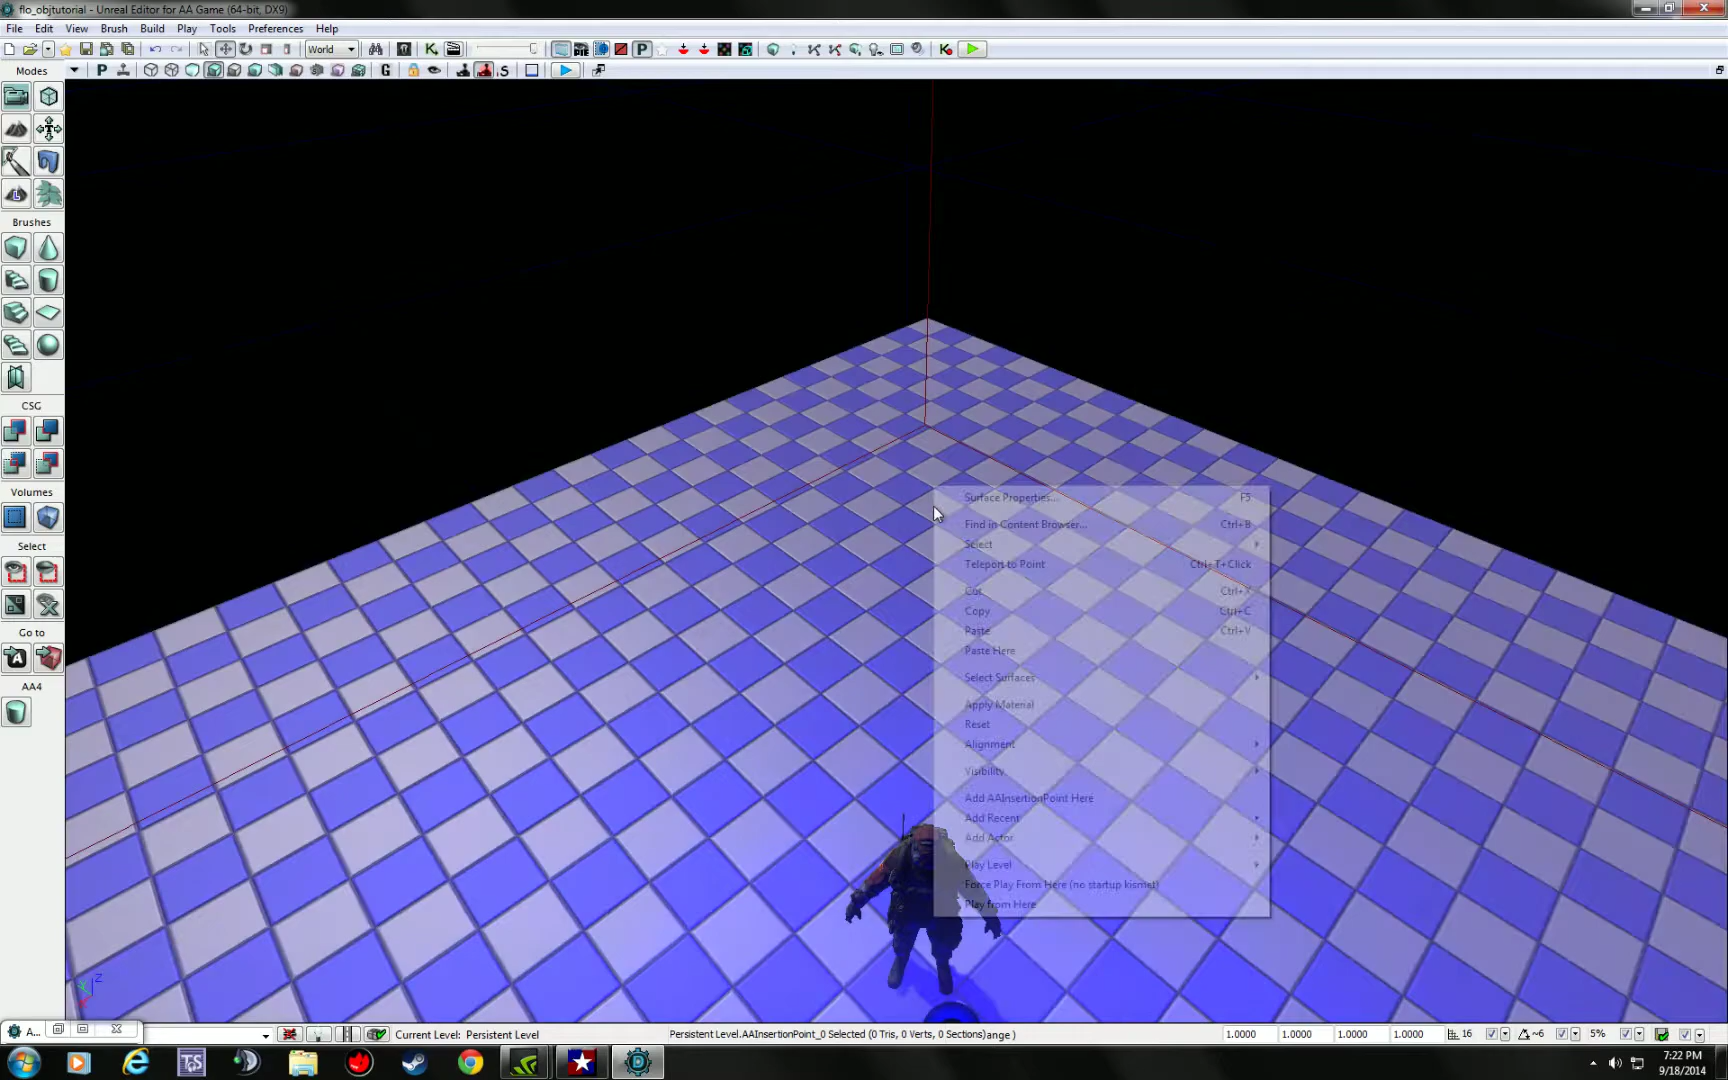 flo_objtutorial - Unreal Editor for AA Game (64-bit, DX9)
File Edit View Brush Build Play Tools Preferences Help
World
Modes
Brushes
CSG
Volumes
Select
Go to
AA4
Surface Properties... F5
Find in Content Browser... Ctrl+B
Select
Teleport to Point Ctrl+T+Click
Cut Ctrl+X
Copy Ctrl+C
Paste Ctrl+V
Paste Here
Select Surfaces
Apply Material
Reset
Alignment
Visibility
Add AAInsertionPoint Here
Add Recent
Add Actor
Play Level
Force Play From Here (no startup kismet)
Play from Here
Z
A... Current Level: Persistent Level Persistent Level.AAInsertionPoint_0 Selected (0 Tris, 0 Verts, 0 Sections)ange ) 1.0000 1.0000 1.0000 1.0000 16 ~6 5%
7:22 PM
9/18/2014